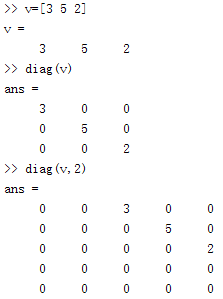 >> v=[3 5 2]
v =
3 5 2
>> diag(v)
ans =
3 0 0
0 5 0
0 0 2
>> diag(v,2)
ans =
0 0 3 0 0
0 0 0 5 0
0 0 0 0 2
0 0 0 0 0
0 0 0 0 0